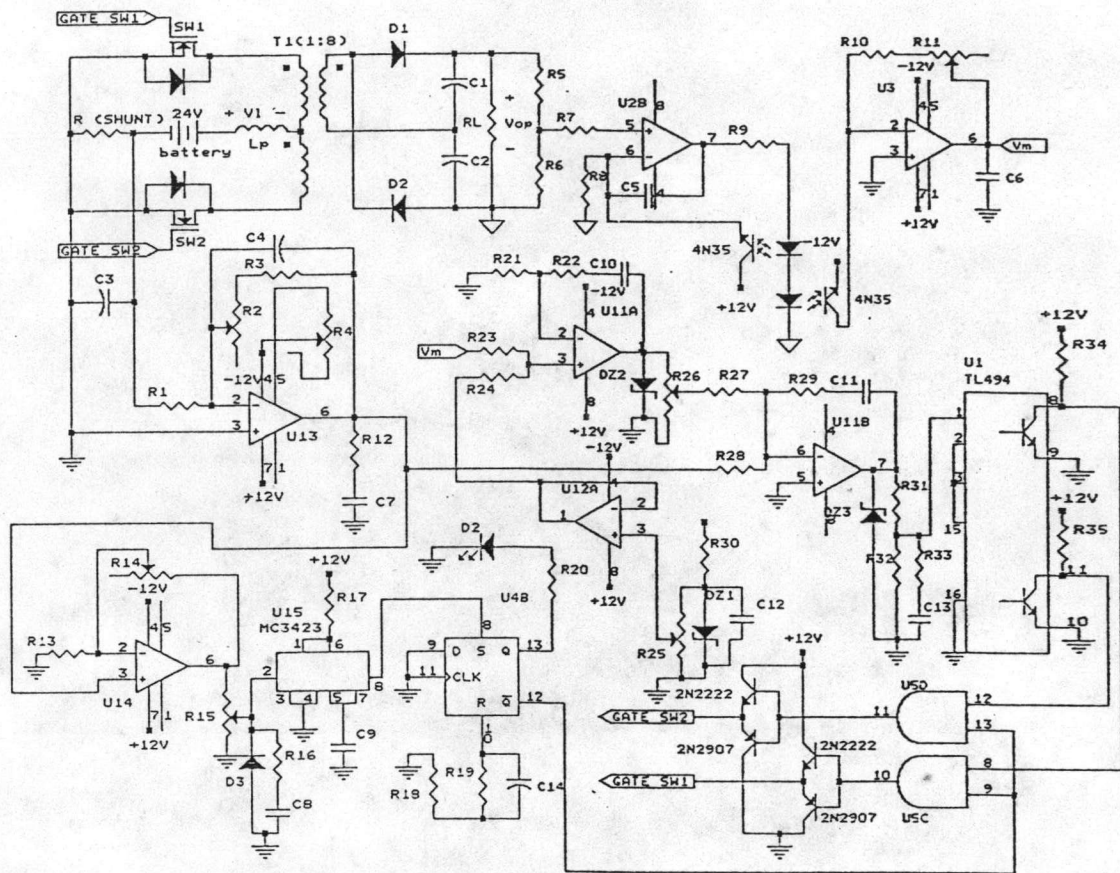 GATE SW1
SW1
T1(1:8)
D1
R10
R11
-12V
C1
R5
U2B
8
U3
4 5
24V
+ V1 -
R (SHUNT)
battery
Lp
RL
+
Vop
-
R7
5
6
7
R9
2
3
6
Vm
C2
R6
R8
C5
4
C6
7 1
+12V
D2
SW2
GATE SW2
C4
R3
4N35
-12V
R21
R22
C10
-12V
+12V
4N35
C3
R2
R4
4
U11A
+12V
R34
Vm
R23
2
3
1
R24
DZ2
R26
R27
R29
C11
U1
TL494
-12V
4 5
R1
2
3
6
U13
8
+12V
-12V
4
U11B
1
8
2
9
R12
R28
6
5
7
3
+12V
7 1
+12V
U12A
4
2
DZ3
R31
R35
C7
1
3
8
15
D2
R30
8
R32
R33
11
R14
-12V
+12V
R20
+12V
DZ1
C12
C13
16
10
4 5
U15
MC3423
R17
U4B
R13
2
3
6
1
6
8
R25
+12V
2
8
9
D
S
Q
13
2N2222
U5D
12
U14
3
4
5
7
11
CLK
R
Q
12
GATE SW2
11
13
7 1
+12V
R15
C9
10
2N2907
2N2222
R16
8
D3
R18
R19
C14
GATE SW1
10
9
C8
2N2907
U5C